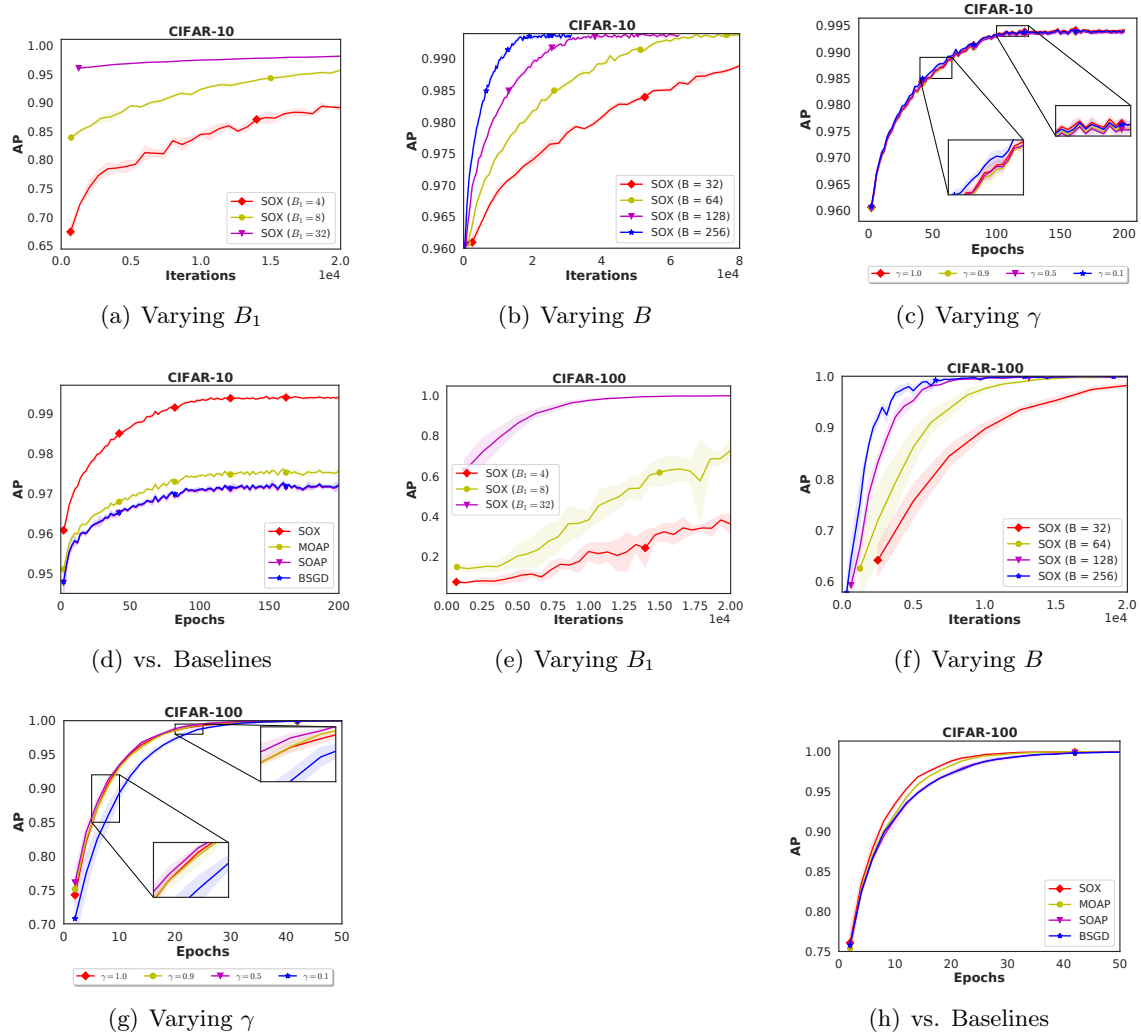 CIFAR-10
1.00
0.95
0.90
0.85
0.80
0.75
0.70
0.65
AP
SOX (B₁ = 4)
SOX (B₁ = 8)
SOX (B₁ = 32)
0.0 0.5 1.0 1.5 2.0
Iterations
1e4
(a) Varying B₁
CIFAR-10
0.990
0.985
0.980
0.975
0.970
0.965
0.960
AP
SOX (B = 32)
SOX (B = 64)
SOX (B = 128)
SOX (B = 256)
0 2 4 6 8
Iterations
1e4
(b) Varying B
CIFAR-10
0.995
0.990
0.985
0.980
0.975
0.970
0.965
0.960
AP
0 50 100 150 200
Epochs
γ = 1.0 γ = 0.9 γ = 0.5 γ = 0.1
(c) Varying γ
CIFAR-10
0.99
0.98
0.97
0.96
0.95
AP
SOX
MOAP
SOAP
BSGD
0 50 100 150 200
Epochs
(d) vs. Baselines
CIFAR-100
1.0
0.8
0.6
0.4
0.2
AP
SOX (B₁ = 4)
SOX (B₁ = 8)
SOX (B₁ = 32)
0.00 0.25 0.50 0.75 1.00 1.25 1.50 1.75 2.00
Iterations
1e4
(e) Varying B₁
CIFAR-100
1.0
0.9
0.8
0.7
0.6
AP
SOX (B = 32)
SOX (B = 64)
SOX (B = 128)
SOX (B = 256)
0.0 0.5 1.0 1.5 2.0
Iterations
1e4
(f) Varying B
CIFAR-100
1.00
0.95
0.90
0.85
0.80
0.75
0.70
AP
0 10 20 30 40 50
Epochs
γ = 1.0 γ = 0.9 γ = 0.5 γ = 0.1
(g) Varying γ
CIFAR-100
1.00
0.95
0.90
0.85
0.80
0.75
AP
SOX
MOAP
SOAP
BSGD
0 10 20 30 40 50
Epochs
(h) vs. Baselines